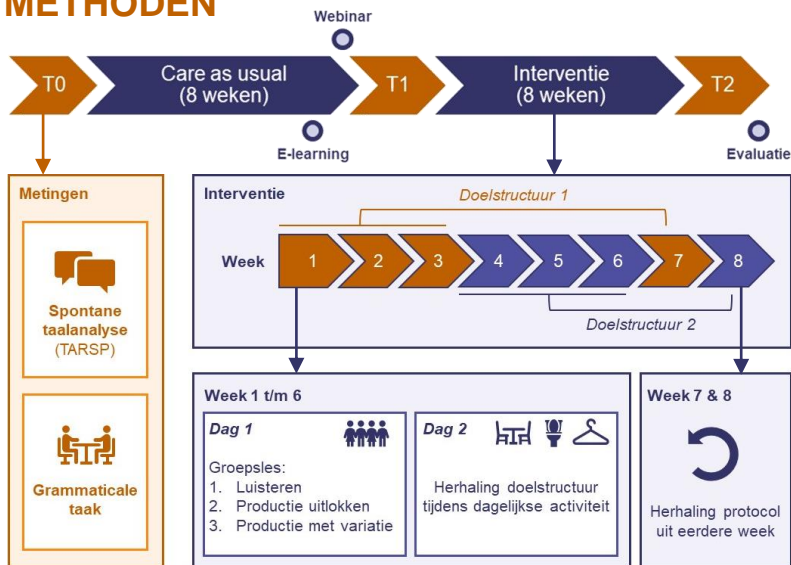 METHODEN
Webinar
T0
Care as usual
(8 weken)
T1
Interventie
(8 weken)
T2
E-learning
Evaluatie
Metingen
Spontane
taalanalyse
(TARSP)
Grammaticale
taak
Interventie
Doelstructuur 1
Week
1
2
3
4
5
6
7
8
Doelstructuur 2
Week 1 t/m 6
Dag 1
Groepsles:
1. Luisteren
2. Productie uitlokken
3. Productie met variatie
Dag 2
Herhaling doelstructuur
tijdens dagelijkse activiteit
Week 7 & 8
Herhaling protocol
uit eerdere week